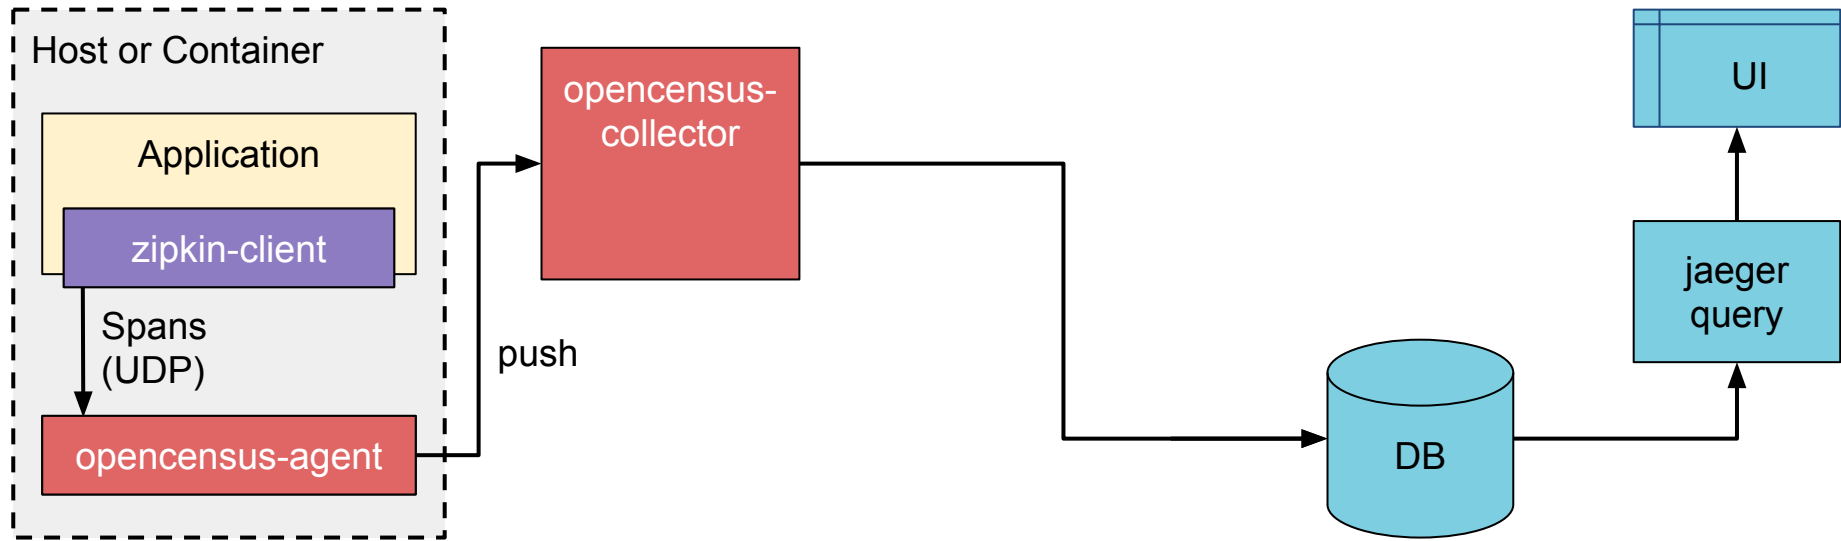 Host or Container
Application
zipkin-client
Spans
(UDP)
opencensus-agent
push
opencensus-
collector
DB
jaeger
query
UI